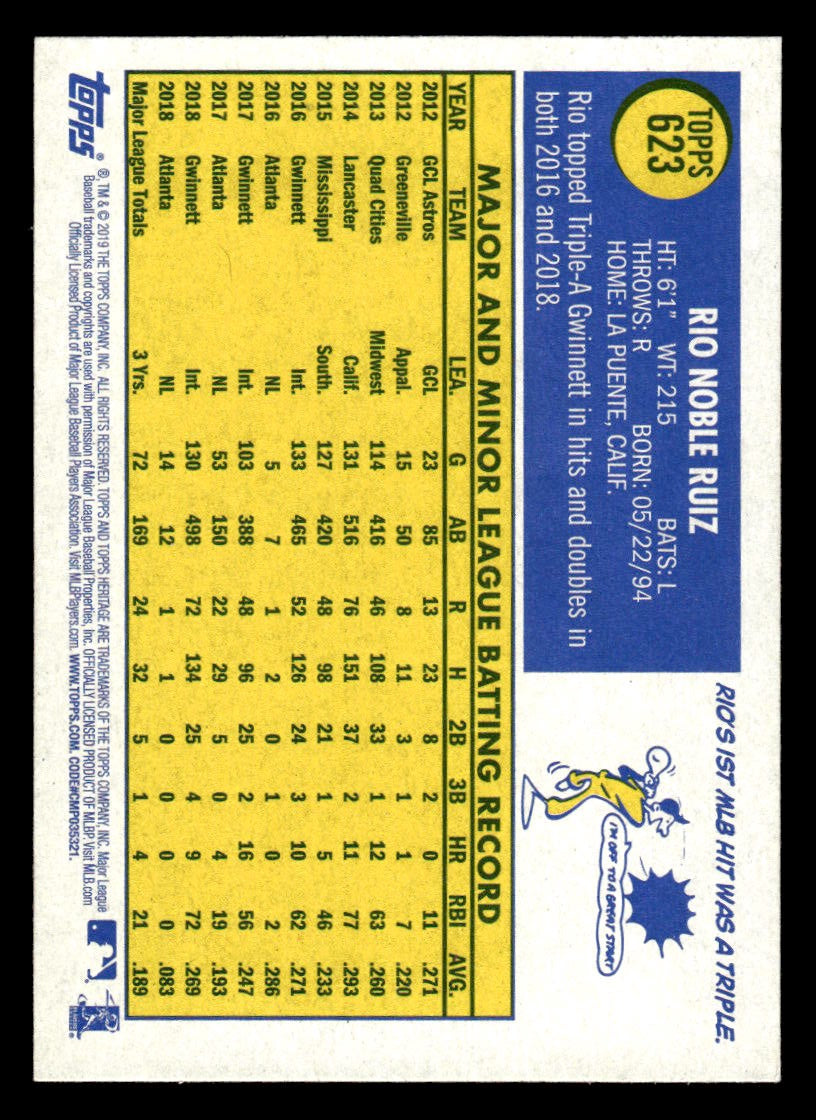 TOPPS
623
RIO NOBLE RUIZ
HT: 6'1" WT: 215 BATS: L
THROWS: R BORN: 05/22/94
HOME: LA PUENTE, CALIF.
Rio topped Triple-A Gwinnett in hits and doubles in
both 2016 and 2018.
RIO'S 1ST MLB HIT WAS A TRIPLE.
I'M OFF TO A GREAT START
MAJOR AND MINOR LEAGUE BATTING RECORD
YEAR TEAM LEA. G AB R H 2B 3B HR RBI AVG.
2012 GCL Astros GCL 23 85 13 23 8 2 0 11 .271
2012 Greeneville Appal. 15 50 8 11 3 1 1 7 .220
2013 Quad Cities Midwest 114 416 46 108 33 1 12 63 .260
2014 Lancaster Calif. 131 516 76 151 37 2 11 77 .293
2015 Mississippi South. 127 420 48 98 21 1 5 46 .233
2016 Gwinnett Int. 133 465 52 126 24 3 10 62 .271
2016 Atlanta NL 5 7 1 2 0 1 0 2 .286
2017 Gwinnett Int. 103 388 48 96 25 2 16 56 .247
2017 Atlanta NL 53 150 22 29 5 0 4 19 .193
2018 Gwinnett Int. 130 498 72 134 25 4 9 72 .269
2018 Atlanta NL 14 12 1 1 0 0 0 0 .083
Major League Totals 3 Yrs. 72 169 24 32 5 1 4 21 .189
topps®
®, TM & © 2019 THE TOPPS COMPANY, INC. ALL RIGHTS RESERVED. TOPPS AND TOPPS HERITAGE ARE TRADEMARKS OF THE TOPPS COMPANY, INC. Major League
Baseball trademarks and copyrights are used with permission of Major League Baseball Properties, Inc. OFFICIALLY LICENSED PRODUCT OF MLBP. Visit MLB.com
Officially Licensed Product of Major League Baseball Players Association. Visit MLBPlayers.com. WWW.TOPPS.COM. CODE#CMP035321.